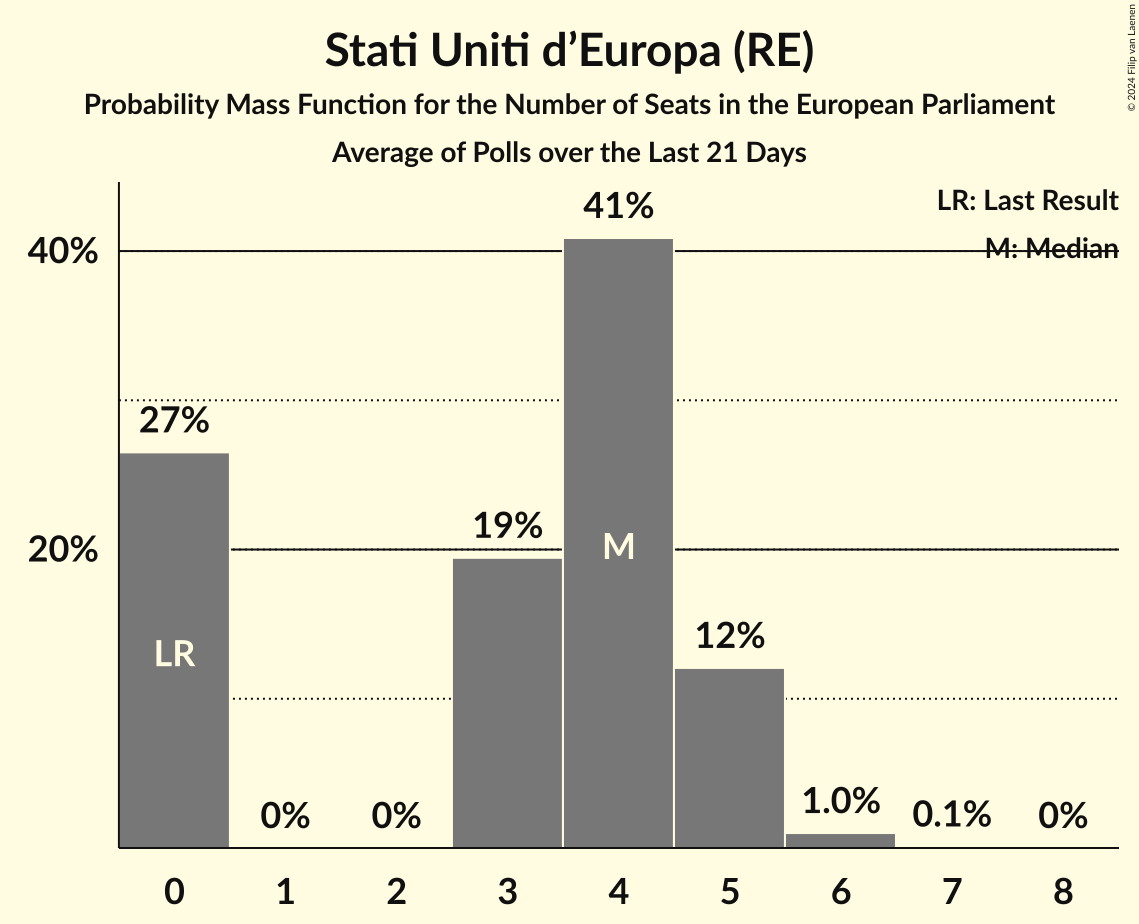 Stati Uniti d’Europa (RE)
Probability Mass Function for the Number of Seats in the European Parliament
Average of Polls over the Last 21 Days
© 2024 Filip van Laenen
LR: Last Result
M: Median
40%
20%
27%
0%
0%
19%
41%
12%
1.0%
0.1%
0%
LR
M
0 1 2 3 4 5 6 7 8